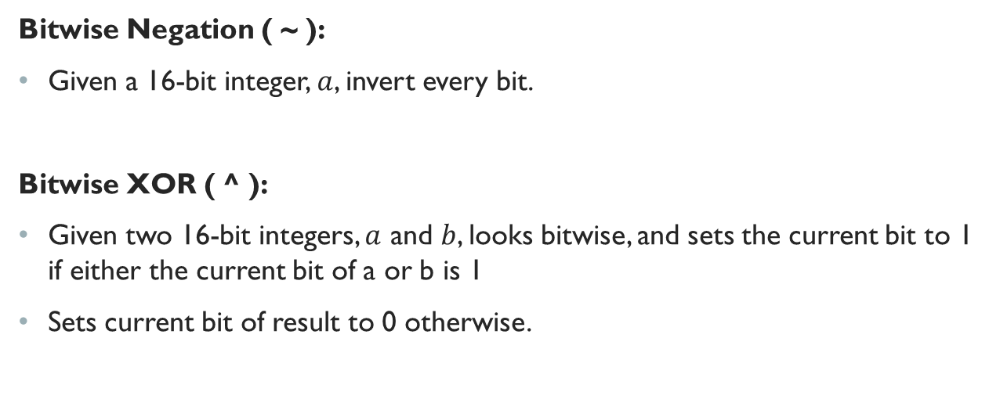 Bitwise Negation ( ~ ):
• Given a 16-bit integer, a, invert every bit.
Bitwise XOR ( ^ ):
• Given two 16-bit integers, a and b, looks bitwise, and sets the current bit to 1
if either the current bit of a or b is 1
• Sets current bit of result to 0 otherwise.